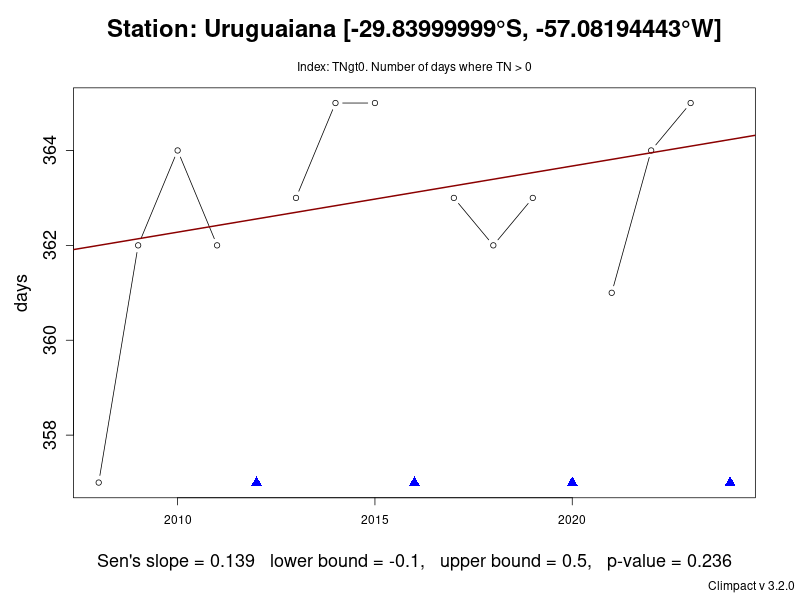 Station: Uruguaiana [-29.83999999°S, -57.08194443°W]
Index: TNgt0. Number of days where TN > 0
364
362
360
358
days
2010
2015
2020
Sen's slope = 0.139   lower bound = -0.1,   upper bound = 0.5,   p-value = 0.236
Climpact v 3.2.0